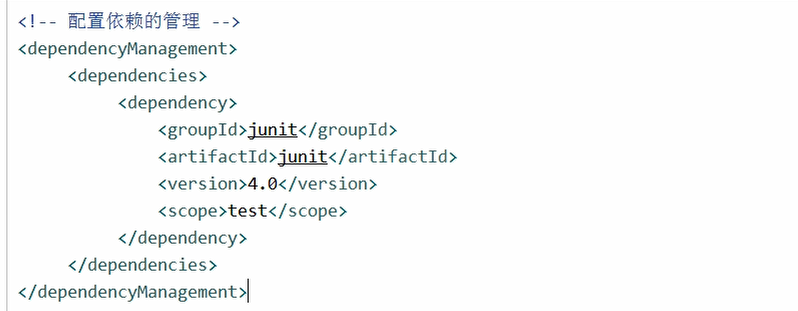 <!-- 配置依赖的管理 -->
<dependencyManagement>
<dependencies>
<dependency>
<groupId>junit</groupId>
<artifactId>junit</artifactId>
<version>4.0</version>
<scope>test</scope>
</dependency>
</dependencies>
</dependencyManagement>